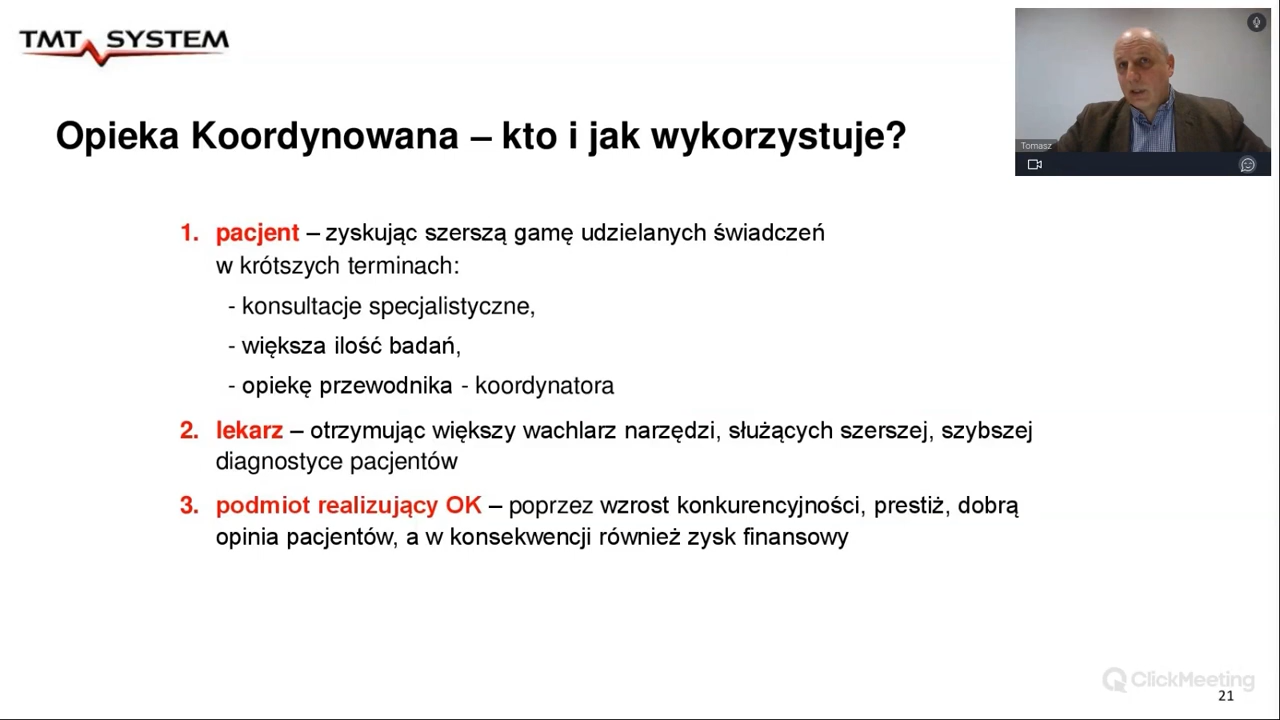 TMT SYSTEM
Tomasz
Opieka Koordynowana – kto i jak wykorzystuje?
1. pacjent – zyskując szerszą gamę udzielanych świadczeń
w krótszych terminach:
- konsultacje specjalistyczne,
- większa ilość badań,
- opiekę przewodnika - koordynatora
2. lekarz – otrzymując większy wachlarz narzędzi, służących szerszej, szybszej
diagnostyce pacjentów
3. podmiot realizujący OK – poprzez wzrost konkurencyjności, prestiż, dobrą
opinia pacjentów, a w konsekwencji również zysk finansowy
ClickMeeting
21